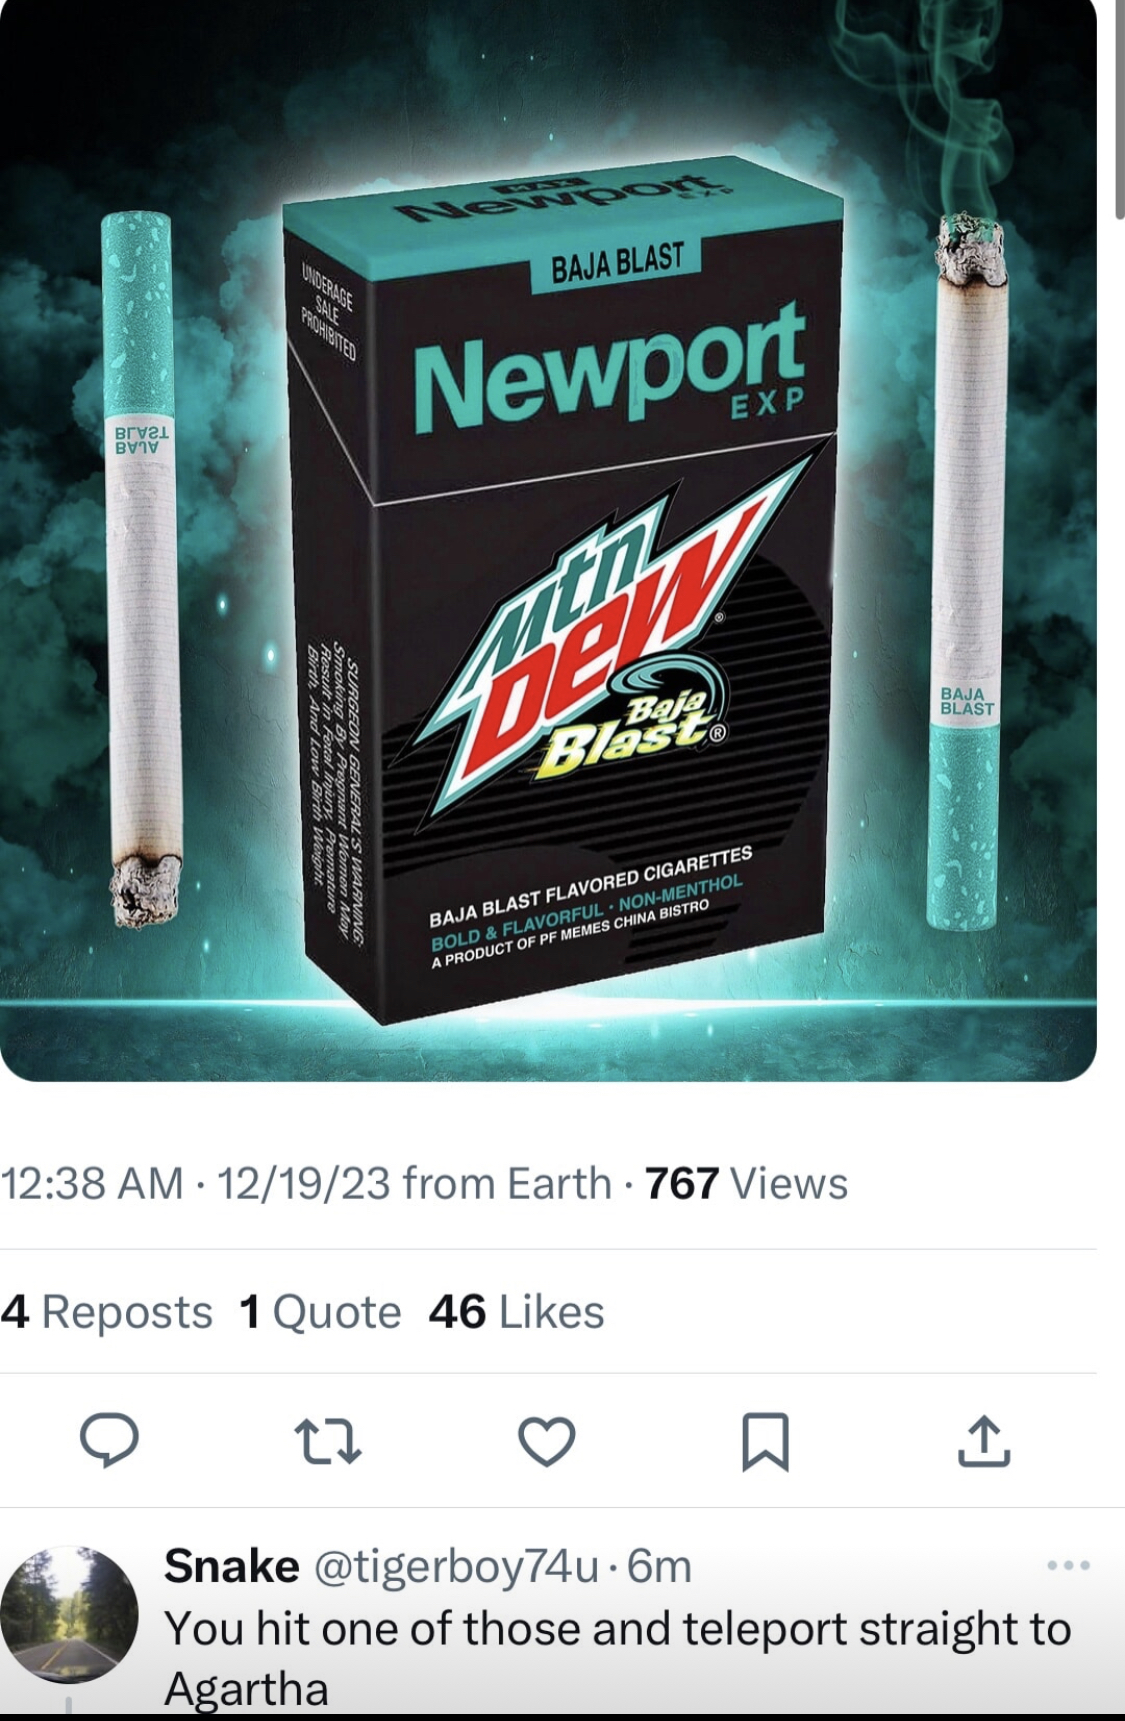 Newport
EXP
BAJA BLAST
UNDERAGE
SALE
PROHIBITED
Newport
EXP
BLAST
BAJA
Mtn
Dew®
Baja
Blast®
BAJA
BLAST
SURGEON GENERAL'S WARNING:
Smoking By Pregnant Women May
Result in Fetal Injury, Premature
Birth, And Low Birth Weight.
BAJA BLAST FLAVORED CIGARETTES
BOLD & FLAVORFUL · NON-MENTHOL
A PRODUCT OF PF MEMES CHINA BISTRO
12:38 AM · 12/19/23 from Earth · 767 Views
4 Reposts 1 Quote 46 Likes
Snake @tigerboy74u · 6m
You hit one of those and teleport straight to
Agartha